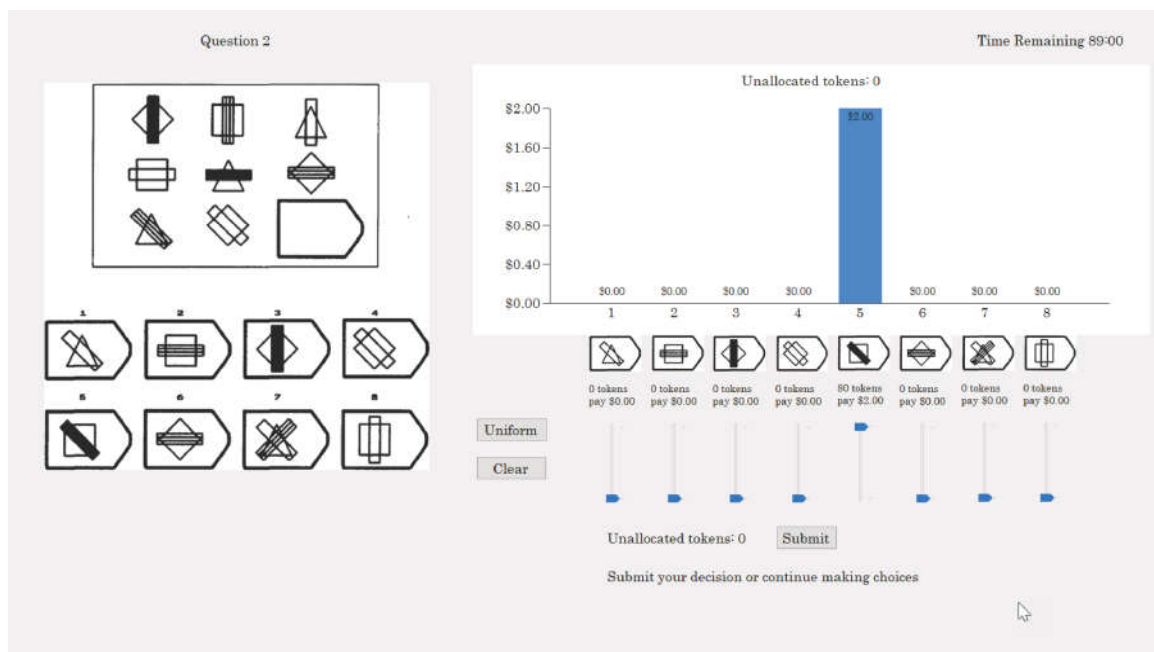 Question 2
Time Remaining 89:00
1 2 3 4
5 6 7 8
Unallocated tokens: 0
$2.00
$1.60
$1.20
$0.80
$0.40
$0.00
$0.00 $0.00 $0.00 $0.00 $2.00 $0.00 $0.00 $0.00
1 2 3 4 5 6 7 8
0 tokens 0 tokens 0 tokens 0 tokens 80 tokens 0 tokens 0 tokens 0 tokens
pay $0.00 pay $0.00 pay $0.00 pay $0.00 pay $2.00 pay $0.00 pay $0.00 pay $0.00
Uniform
Clear
Unallocated tokens: 0
Submit
Submit your decision or continue making choices